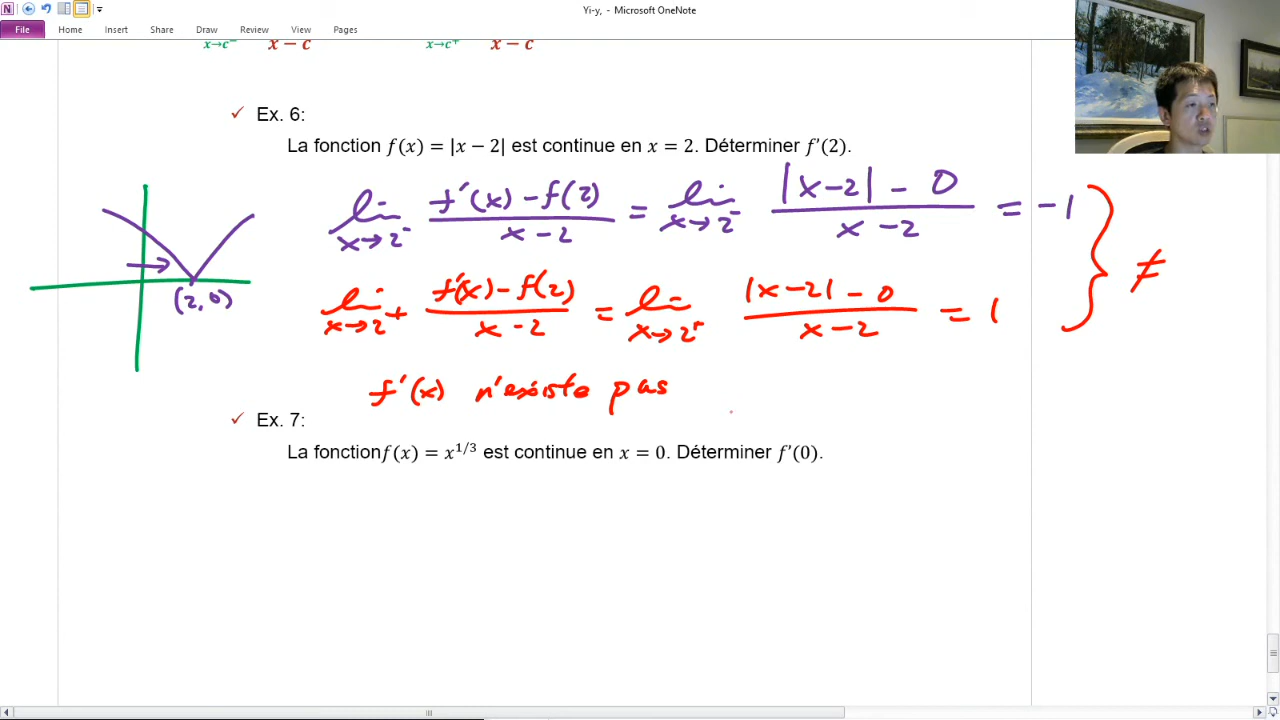 Yi-y, - Microsoft OneNote
File Home Insert Share Draw Review View Pages
x→c⁻ x − c x→c⁺ x − c
✓ Ex. 6:
La fonction f(x) = |x − 2| est continue en x = 2. Déterminer f'(2).
lim x→2⁻ f'(x) - f(2) / x - 2 = lim x→2⁻ |x-2| - 0 / x - 2 = -1
≠
(2, 0)
lim x→2⁺ f'(x) - f(2) / x - 2 = lim x→2⁺ |x-2| - 0 / x - 2 = 1
f'(x) n'existe pas
✓ Ex. 7:
La fonctionf(x) = x^{1/3} est continue en x = 0. Déterminer f'(0).